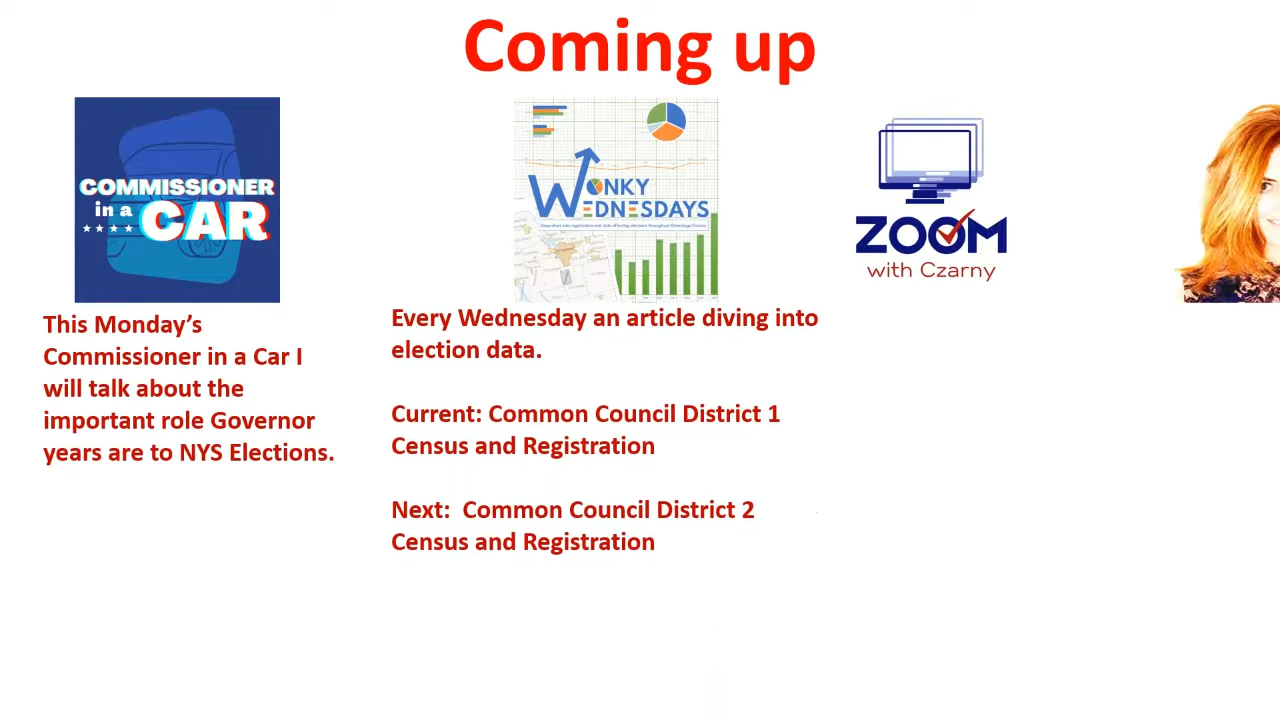 Coming up
COMMISSIONER
in a
CAR
This Monday’s
Commissioner in a Car I
will talk about the
important role Governor
years are to NYS Elections.
WONKY
WEDNESDAYS
Every Wednesday an article diving into
election data.
Current: Common Council District 1
Census and Registration
Next:  Common Council District 2
Census and Registration
ZOOM
with Czarny